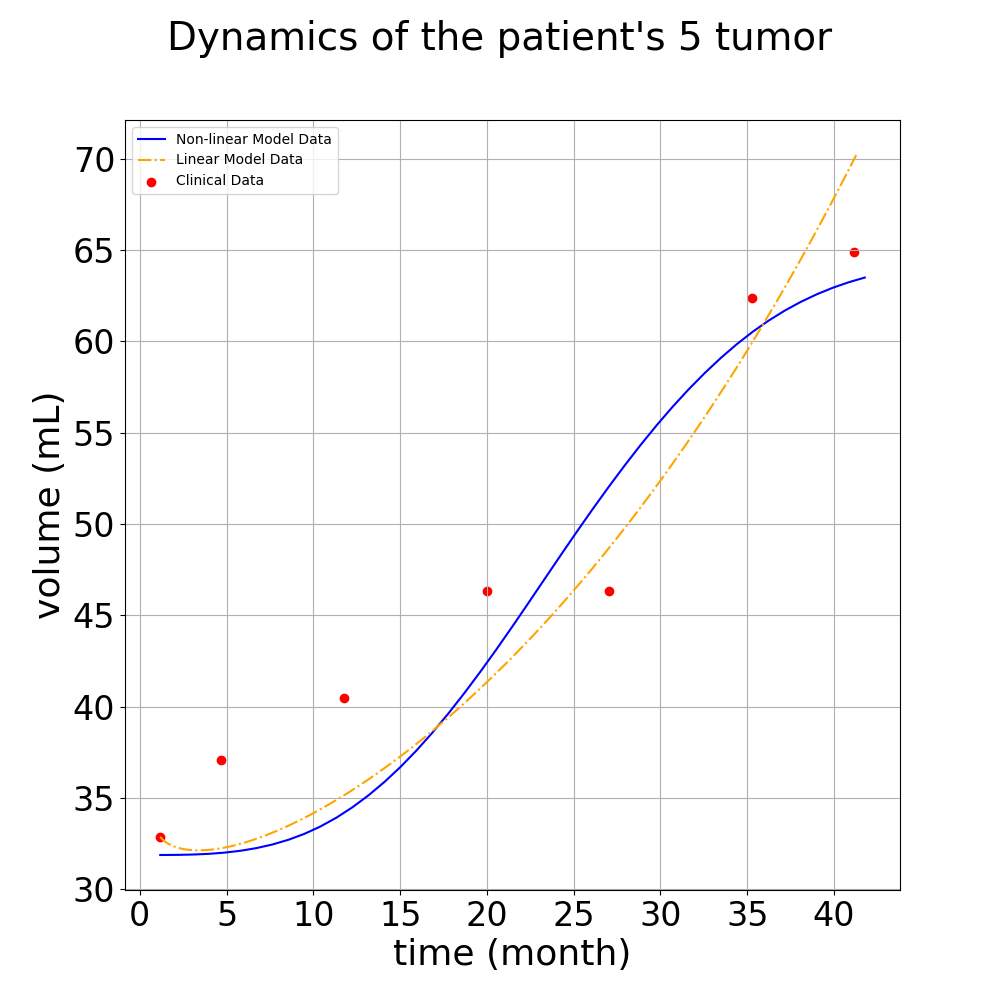 Dynamics of the patient's 5 tumor
Non-linear Model Data
Linear Model Data
Clinical Data
70
65
60
55
50
45
40
35
30
volume (mL)
0 5 10 15 20 25 30 35 40
time (month)